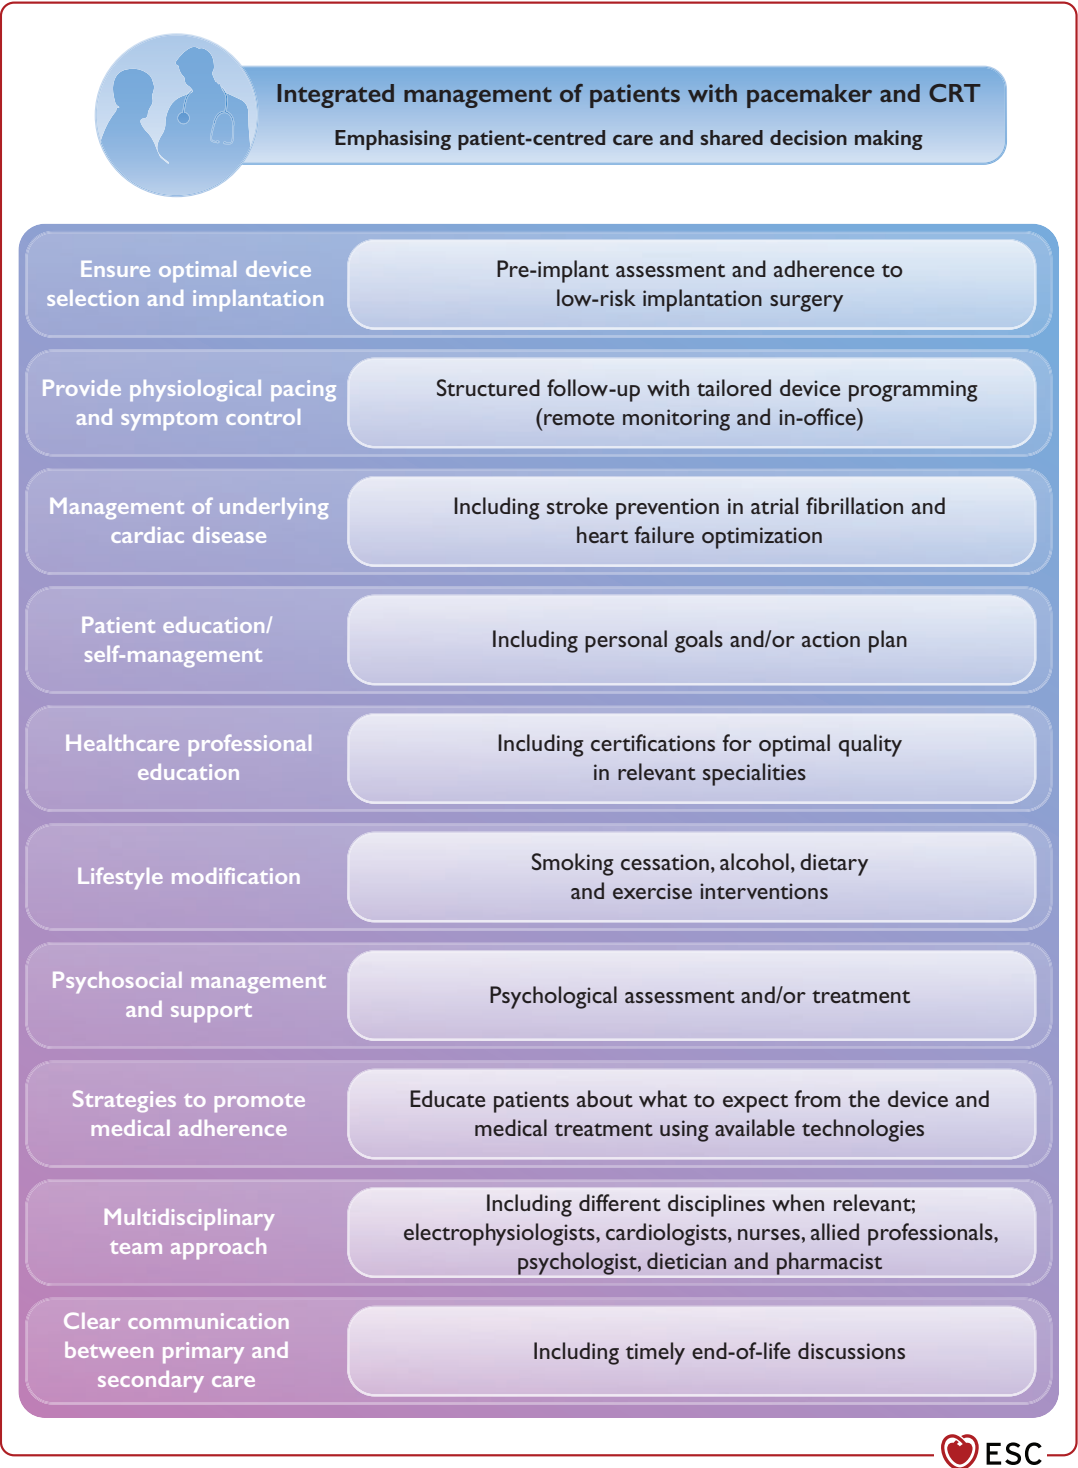 Integrated management of patients with pacemaker and CRT
Emphasising patient-centred care and shared decision making
Ensure optimal device
selection and implantation
Pre-implant assessment and adherence to
low-risk implantation surgery
Provide physiological pacing
and symptom control
Structured follow-up with tailored device programming
(remote monitoring and in-office)
Management of underlying
cardiac disease
Including stroke prevention in atrial fibrillation and
heart failure optimization
Patient education/
self-management
Including personal goals and/or action plan
Healthcare professional
education
Including certifications for optimal quality
in relevant specialities
Lifestyle modification
Smoking cessation, alcohol, dietary
and exercise interventions
Psychosocial management
and support
Psychological assessment and/or treatment
Strategies to promote
medical adherence
Educate patients about what to expect from the device and
medical treatment using available technologies
Multidisciplinary
team approach
Including different disciplines when relevant;
electrophysiologists, cardiologists, nurses, allied professionals,
psychologist, dietician and pharmacist
Clear communication
between primary and
secondary care
Including timely end-of-life discussions
ESC